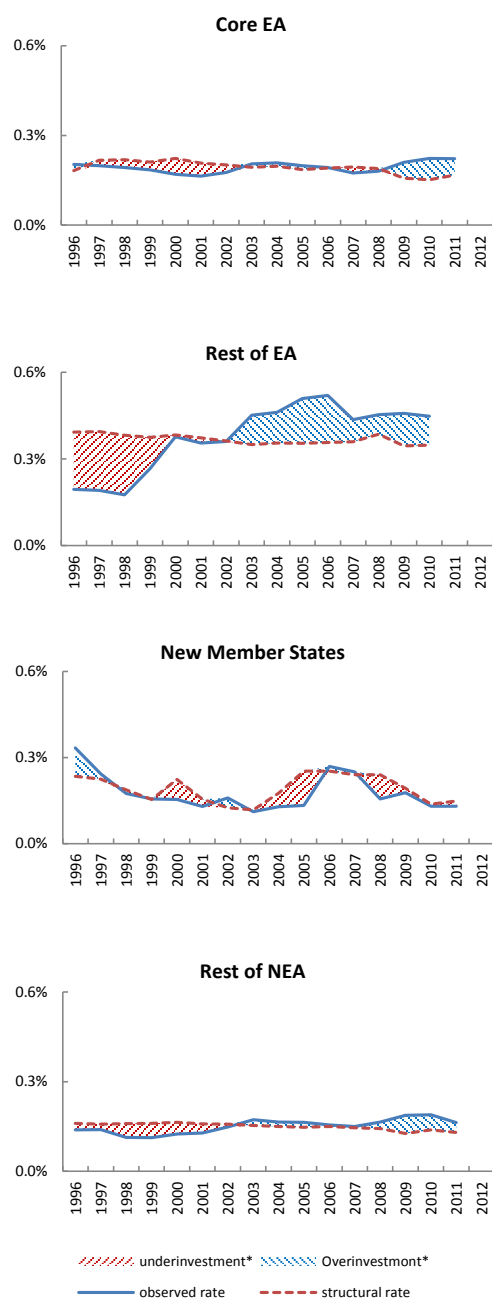 Core EA
0.6%
0.3%
0.0%
1996 1997 1998 1999 2000 2001 2002 2003 2004 2005 2006 2007 2008 2009 2010 2011 2012
Rest of EA
0.6%
0.3%
0.0%
1996 1997 1998 1999 2000 2001 2002 2003 2004 2005 2006 2007 2008 2009 2010 2011 2012
New Member States
0.6%
0.3%
0.0%
1996 1997 1998 1999 2000 2001 2002 2003 2004 2005 2006 2007 2008 2009 2010 2011 2012
Rest of NEA
0.6%
0.3%
0.0%
1996 1997 1998 1999 2000 2001 2002 2003 2004 2005 2006 2007 2008 2009 2010 2011 2012
underinvestment* Overinvestmont*
observed rate structural rate